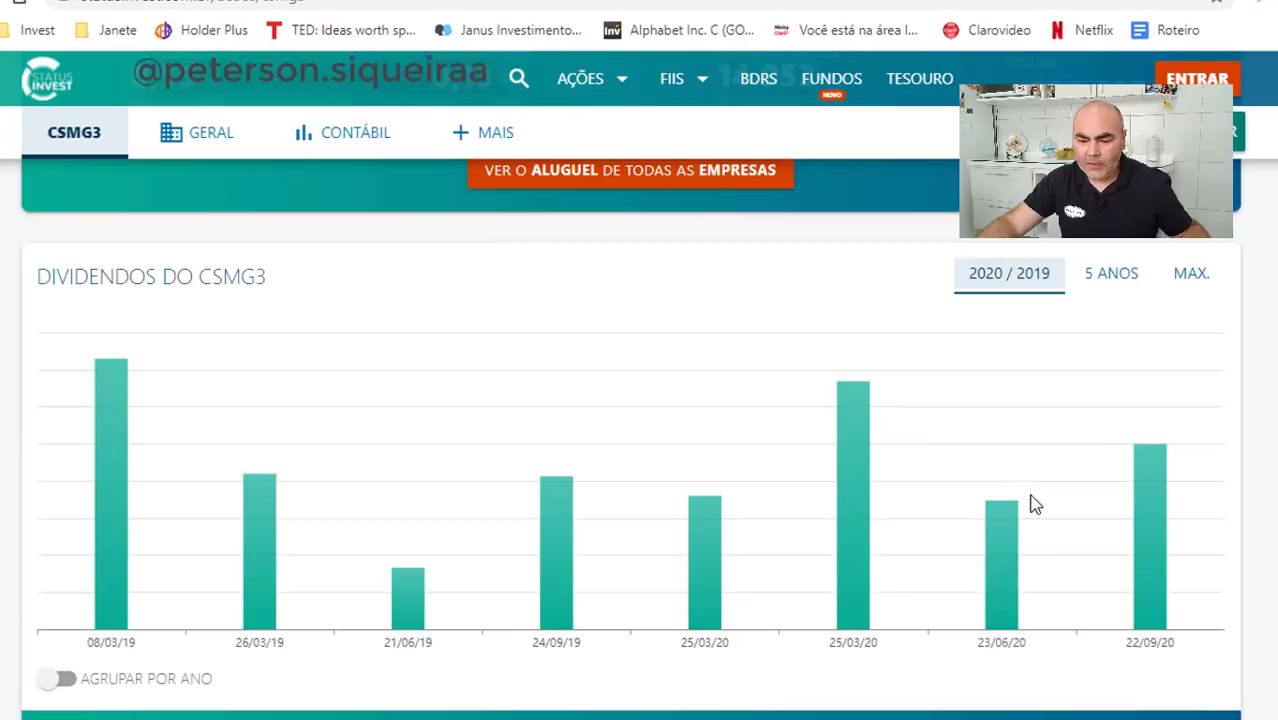 Invest Janete Holder Plus TED: Ideas worth sp... Janus Investimento... Alphabet Inc. C (GO... Você está na área l... Clarovideo Netflix Roteiro
STATUS INVEST @peterson.siqueiraa AÇÕES FIIS BDRS FUNDOS TESOURO ENTRAR
NOVO
CSMG3 GERAL CONTÁBIL MAIS
VER O ALUGUEL DE TODAS AS EMPRESAS
DIVIDENDOS DO CSMG3 2020 / 2019 5 ANOS MAX.
08/03/19 26/03/19 21/06/19 24/09/19 25/03/20 25/03/20 23/06/20 22/09/20
AGRUPAR POR ANO